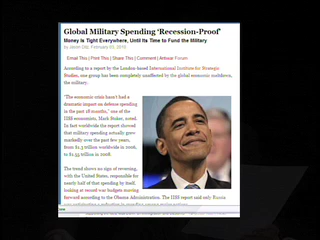 Global Military Spending 'Recession-Proof'
Money is Tight Everywhere, Until Its Time to Fund the Military
by Jason Ditz, February 03, 2010
Email This | Print This | Share This | Comment | Antiwar Forum
According to a report by the London-based International Institute for Strategic
Studies, one group has been completely unaffected by the global economic meltdown,
the military.
"The economic crisis hasn't had a
dramatic impact on defense spending
in the past 18 months," one of the
IISS economists, Mark Stoker, noted.
In fact worldwide the report showed
that military spending actually grew
markedly over the past few years,
from $1.3 trillion worldwide in 2006,
to $1.55 trillion in 2008.
The trend shows no sign of reversing,
with the United States, responsible for
nearly half of that spending by itself,
looking at record war budgets moving
forward according to the Obama Administration. The IISS report said only Russia